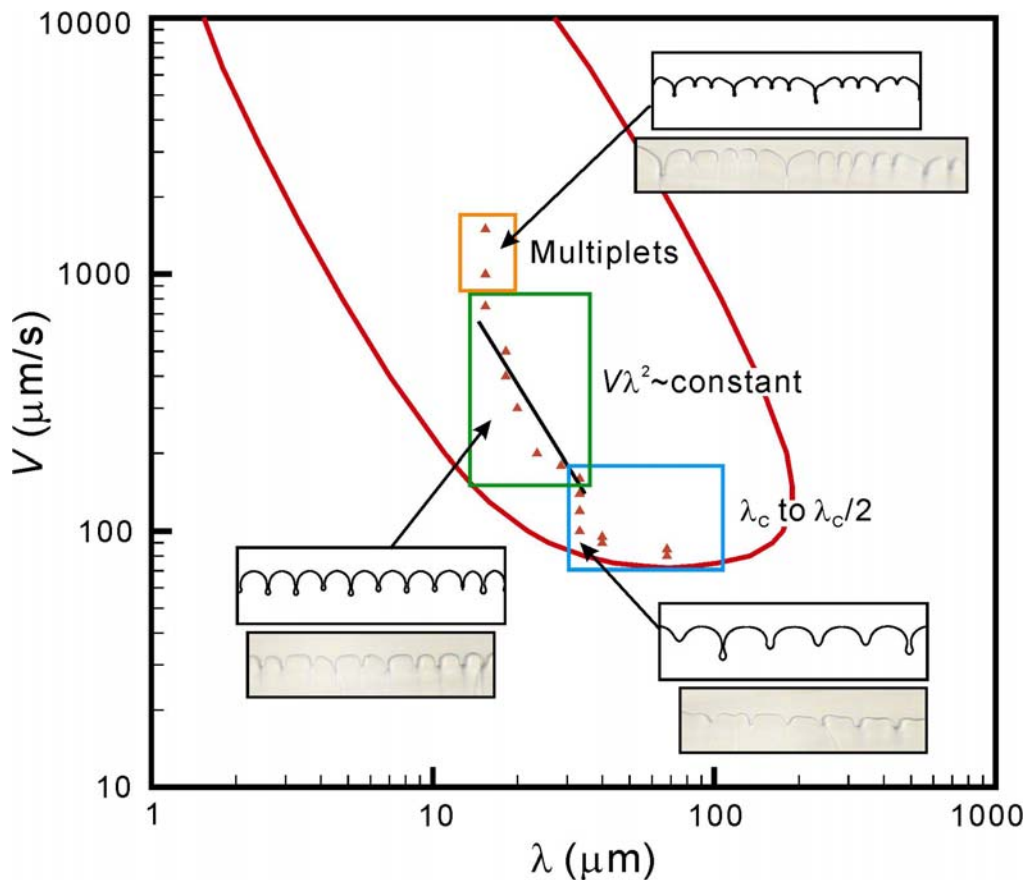 10000
1000
100
10
V (μm/s)
Multiplets
Vλ²~constant
λc to λc/2
1
10
100
1000
λ (μm)